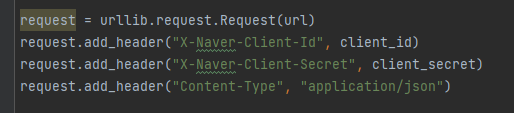 request = urllib.request.Request(url)
request.add_header("X-Naver-Client-Id", client_id)
request.add_header("X-Naver-Client-Secret", client_secret)
request.add_header("Content-Type", "application/json")